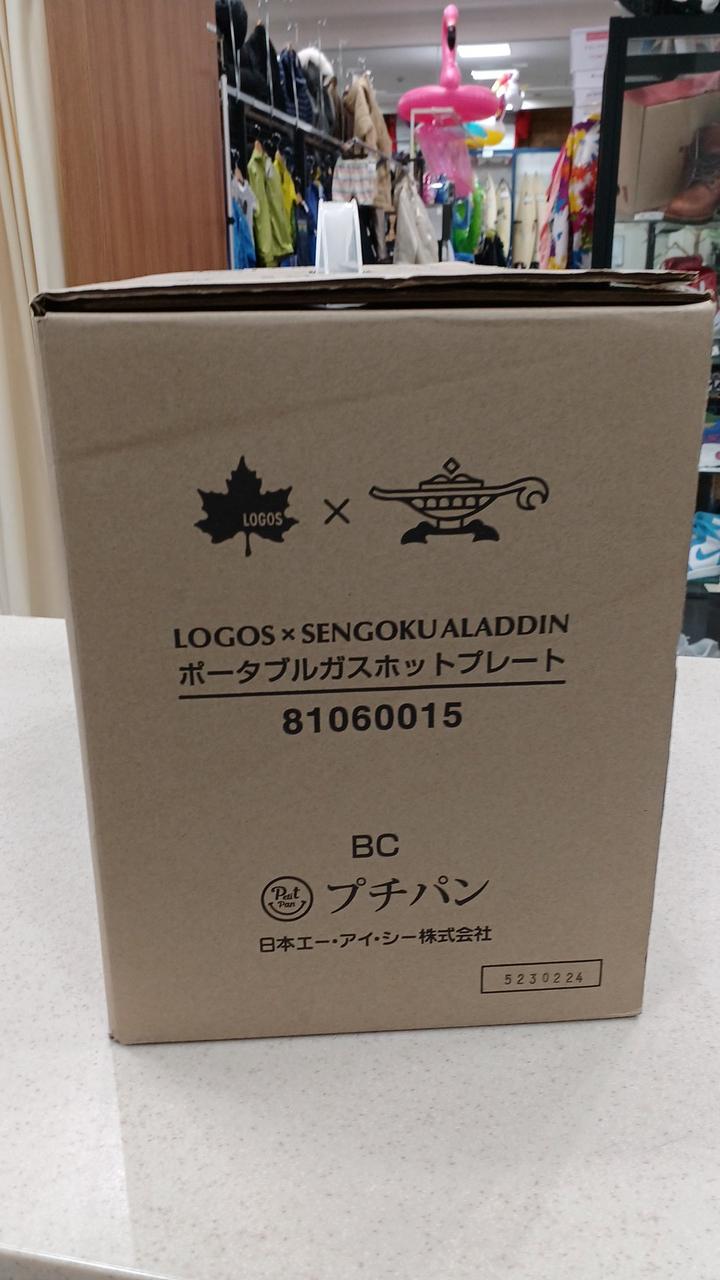 LOGOS ×
LOGOS × SENGOKU ALADDIN
ポータブルガスホットプレート
81060015
BC
Petit Pan プチパン
日本エー・アイ・シー株式会社
5230224